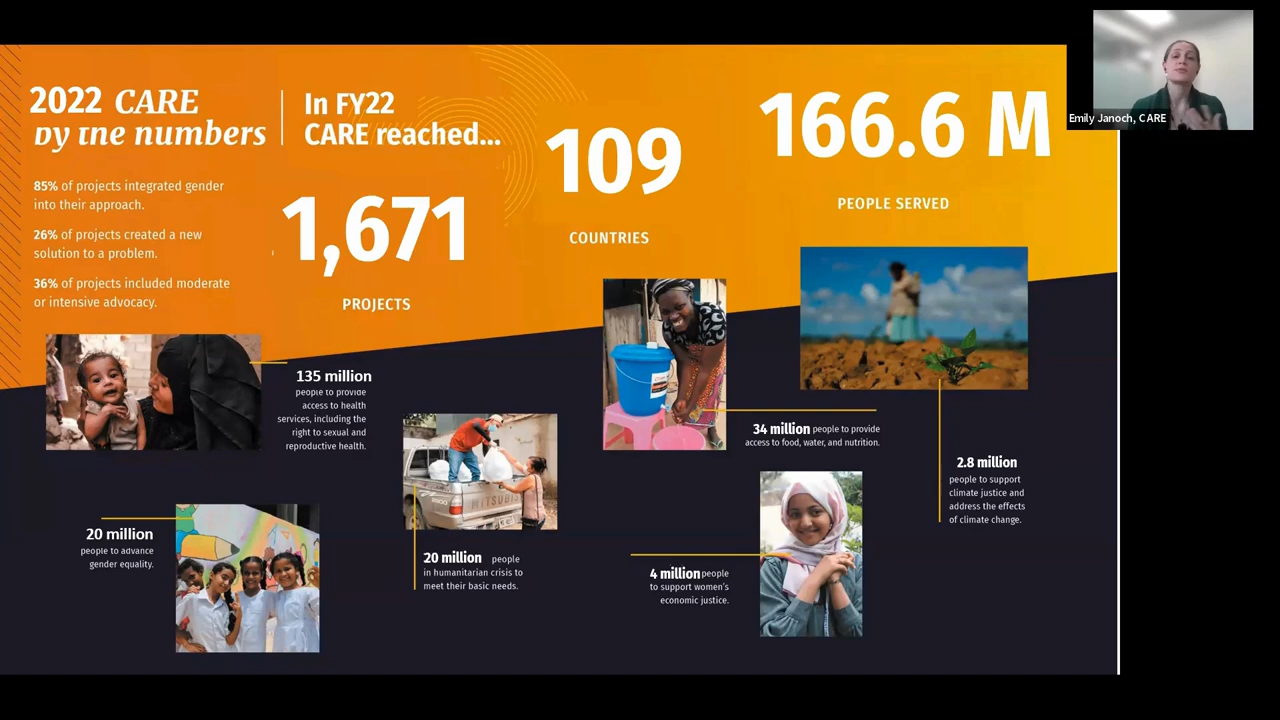 2022 CARE
by the numbers
In FY22
CARE reached...
85% of projects integrated gender
into their approach.
26% of projects created a new
solution to a problem.
36% of projects included moderate
or intensive advocacy.
1,671
PROJECTS
109
COUNTRIES
166.6 M
PEOPLE SERVED
Emily Janoch, CARE
135 million
people to provide
access to health
services, including the
right to sexual and
reproductive health.
34 million people to provide
access to food, water, and nutrition.
2.8 million
people to support
climate justice and
address the effects
of climate change.
20 million
people to advance
gender equality.
20 million people
in humanitarian crisis to
meet their basic needs.
4 million people
to support women's
economic justice.
MITSUBIS